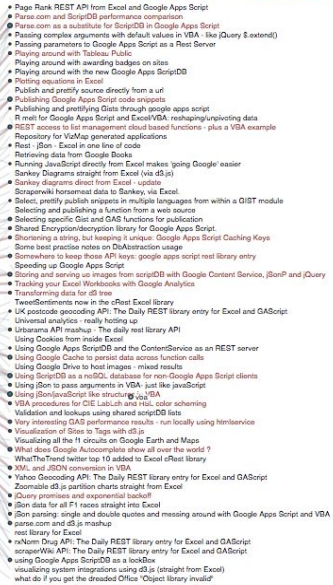 Page Rank REST API from Excel and Google Apps Script
Parse.com and ScriptDB performance comparison
Parse.com as a substitute for ScriptDB in Google Apps Script
Passing complex arguments with default values in VBA - like jQuery $.extend()
Passing parameters to Google Apps Script as a Rest Server
Playing around with Tableau Public
Playing around with awarding badges on sites
Playing around with the new Google Apps ScriptDB
Plotting equations in Excel
Publish and prettify source directly from a url
Publishing Google Apps Script code snippets
Publishing and prettifying Gists through google apps script
R melt for Google Apps Script and Excel/VBA: reshaping/unpivoting data
REST access to list management cloud based functions - plus a VBA example
Repository for VizMap generated applications
Rest - json - Excel in one line of code
Retrieving data from Google Books
Running JavaScript directly from Excel makes 'going Google' easier
Sankey Diagrams straight from Excel (via d3.js)
Sankey diagrams direct from Excel - update
Scraperwiki horsemeat data to Sankey, via Excel.
Select, prettify publish snippets in multiple languages from within a GIST module
Selecting and publishing a function from a web source
Selecting specific Gist and GAS functions for publication
Shared Encryption/decryption library for Google Apps Script.
Shortening a string, but keeping it unique: Google Apps Script Caching Keys
Some best practise notes on DbAbstraction usage
Somewhere to keep those API keys: google apps script rest library entry
Speeding up Google Apps Script
Storing and serving up images from scriptDB with Google Content Service, jSonP and jQuery
Tracking your Excel Workbooks with Google Analytics
Transforming data for d3 tree
TweetSentiments now in the cRest Excel library
UK postcode geocoding API: The Daily REST library entry for Excel and GAScript
Universal analytics - really hotting up
Urbarama API mashup - The daily rest library API
Using Cookies from inside Excel
Using Google Apps ScriptDB and the ContentService as an REST server
Using Google Cache to persist data across function calls
Using Google Drive to host images - mixed results
Using ScriptDB as a noSQL database for non-Google Apps Script clients
Using jSon to pass arguments in VBA- just like javaScript
Using jSon/javaScript like structures in VBA
vba
VBA procedures for CIE LabLch and HSL color scheming
Validation and lookups using shared scriptDB lists
Very interesting GAS performance results - run locally using htmlservice
Visualization of Sites to Tags with d3.js
Visualizing all the f1 circuits on Google Earth and Maps
What does Google Autocomplete show all over the world ?
WhatTheTrend twitter top 10 added to Excel cRest library
XML and JSON conversion in VBA
Yahoo Geocoding API: The Daily REST library entry for Excel and GAScript
Zoomable d3.js partition charts straight from Excel
jQuery promises and exponential backoff
jSon data for all F1 races straight into Excel
jSon parsing: single and double quotes and messing around with Google Apps Script and VBA
parse.com and d3.js mashup
rest library for Excel
rxNorm Drug API: The Daily REST library entry for Excel and GAScript
scraperWiki API: The Daily REST library entry for Excel and GAScript
using Google Apps ScriptDB as a lockBox
visualizing system integrations using d3.js (straight from Excel)
what do if you get the dreaded Office "Object library invalid"